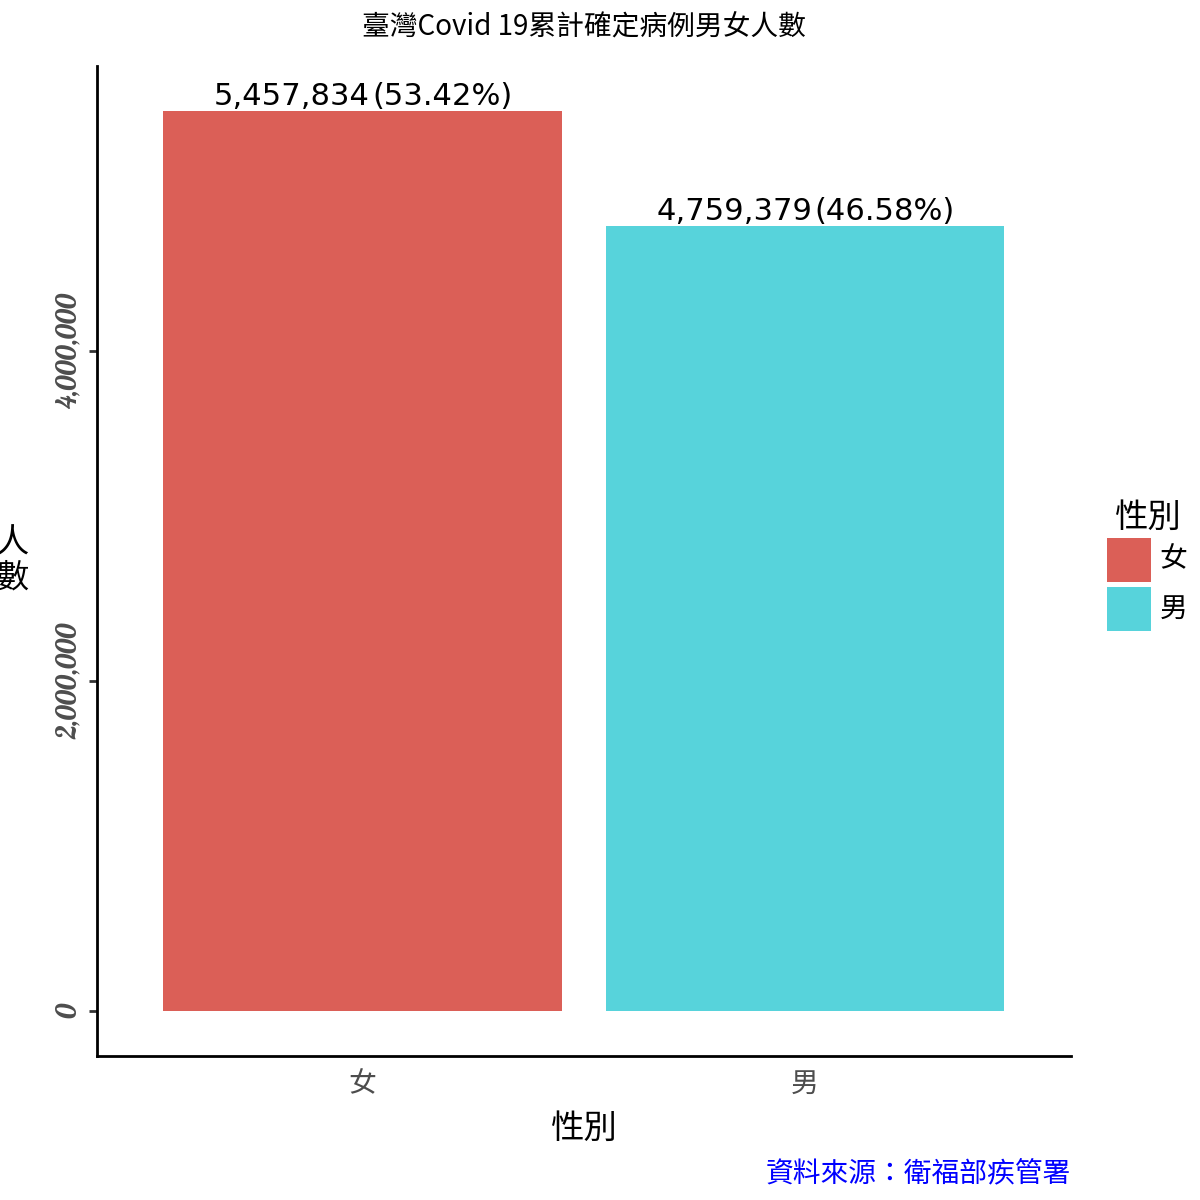 臺灣Covid 19累計確定病例男女人數
5,457,834(53.42%)
4,759,379(46.58%)
4,000,000
2,000,000
0
人
數
女
男
性別
性別
女
男
資料來源：衛福部疾管署